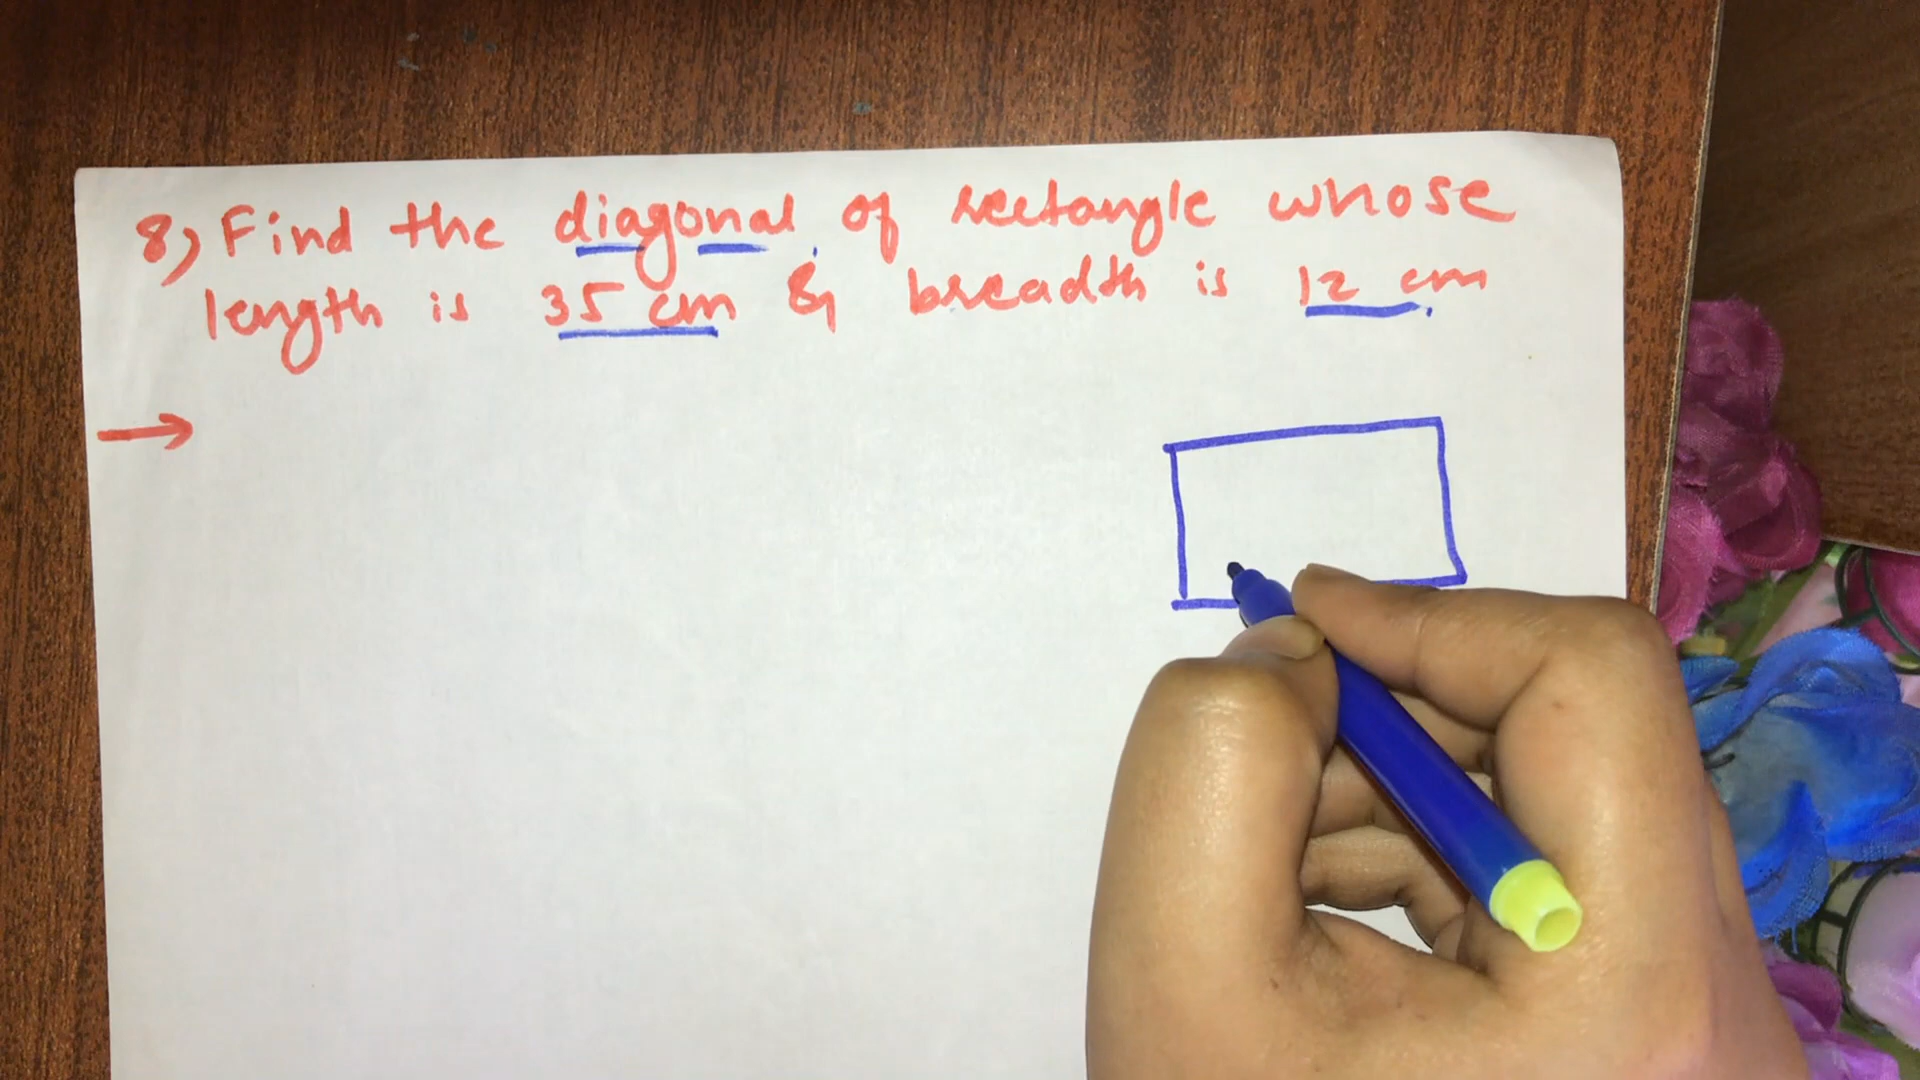 8) Find the diagonal of rectangle whose
length is 35 cm & breadth is 12 cm
→